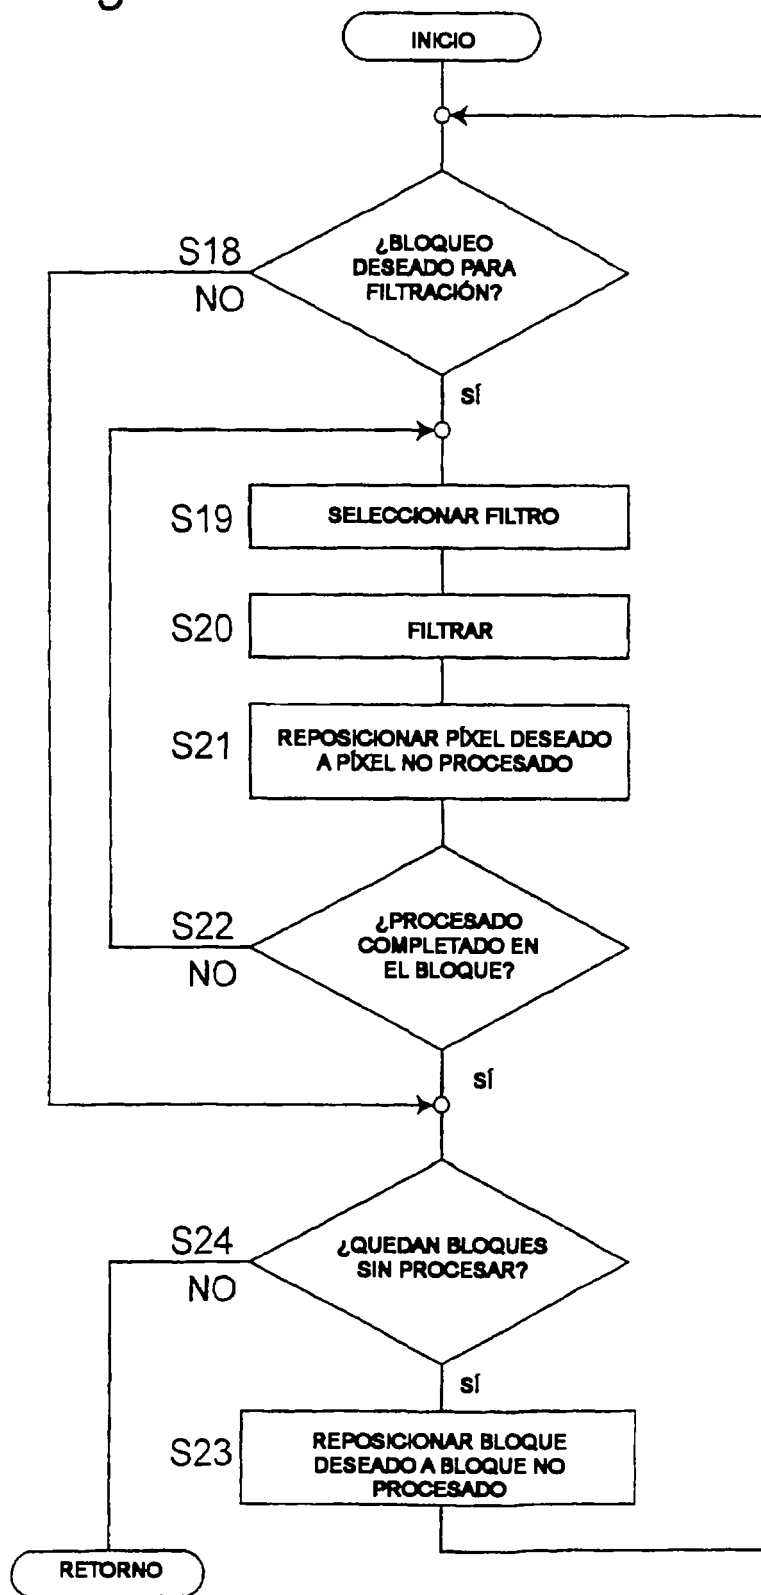 INICIO
S18
NO
¿BLOQUEO
DESEADO PARA
FILTRACIÓN?
SÍ
S19
SELECCIONAR FILTRO
S20
FILTRAR
S21
REPOSICIONAR PÍXEL DESEADO
A PÍXEL NO PROCESADO
S22
NO
¿PROCESADO
COMPLETADO EN
EL BLOQUE?
SÍ
S24
NO
¿QUEDAN BLOQUES
SIN PROCESAR?
SÍ
S23
REPOSICIONAR BLOQUE
DESEADO A BLOQUE NO
PROCESADO
RETORNO